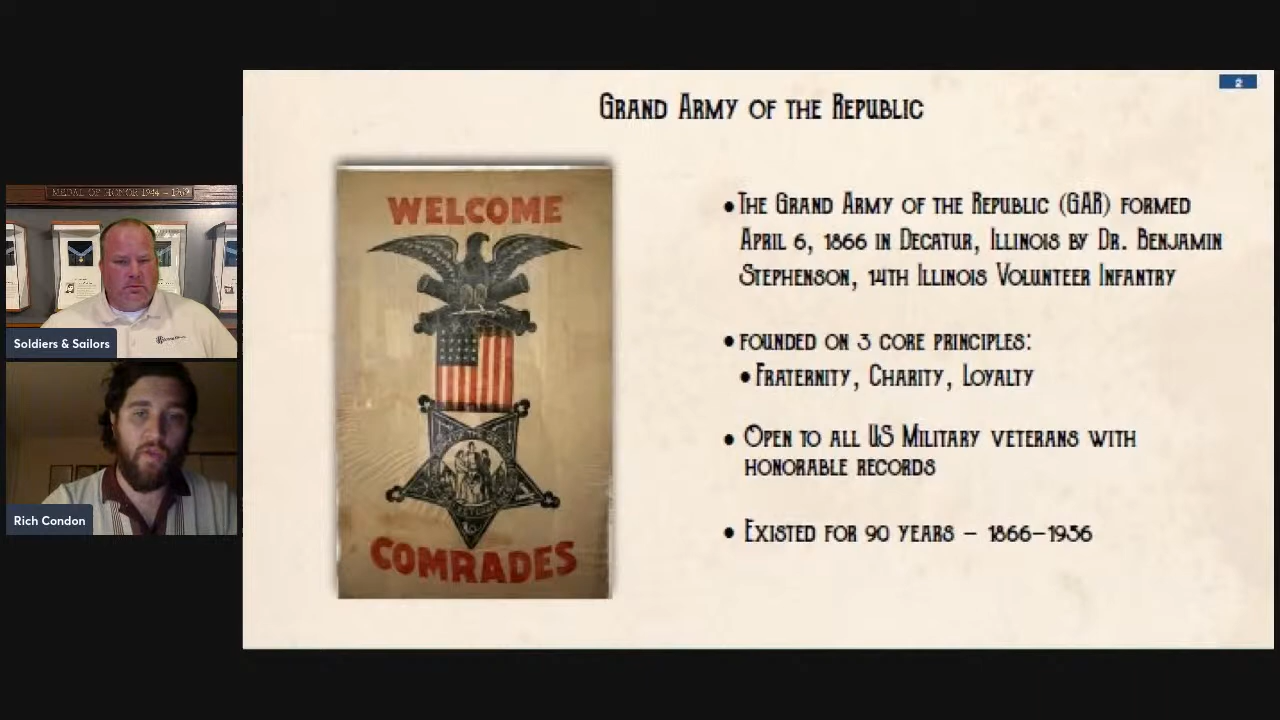 2
Grand Army of the Republic
MEDAL OF HONOR 1944 - 1969
WELCOME
COMRADES
• The Grand Army of the Republic (GAR) formed
April 6, 1866 in Decatur, Illinois by Dr. Benjamin
Stephenson, 14th Illinois Volunteer Infantry
• founded on 3 core principles:
• Fraternity, Charity, Loyalty
• Open to all US Military veterans with
honorable records
• Existed for 90 years – 1866–1956
Soldiers & Sailors
Rich Condon